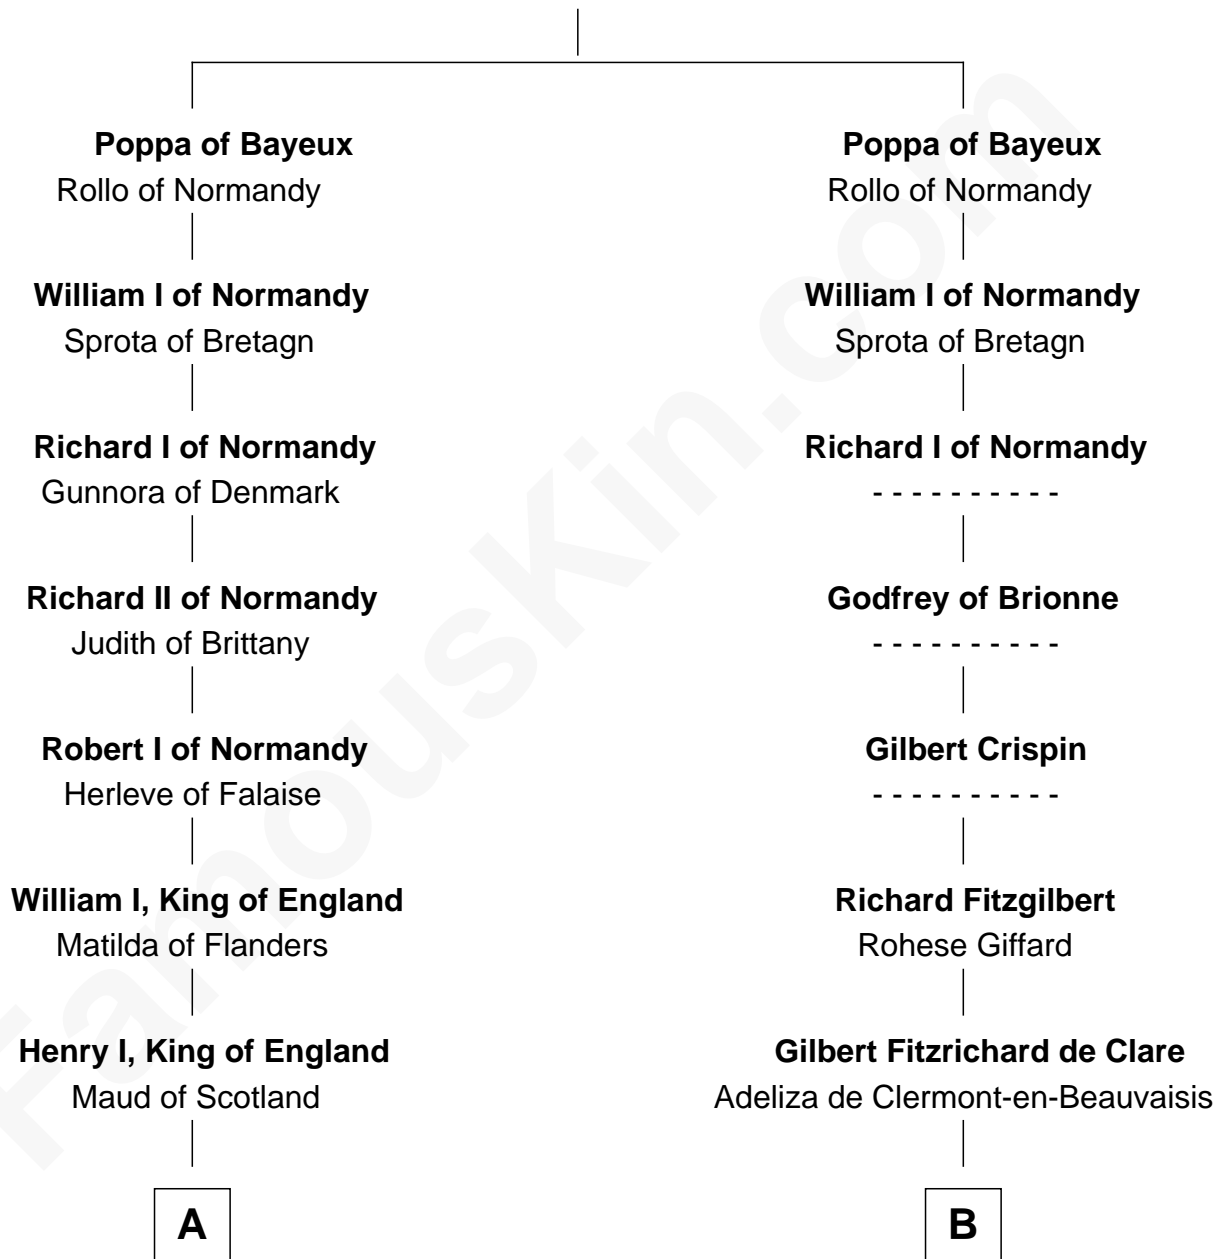 Poppa of Bayeux
Rollo of Normandy
William I of Normandy
Sprota of Bretagn
Richard I of Normandy
Gunnora of Denmark
Richard II of Normandy
Judith of Brittany
Robert I of Normandy
Herleve of Falaise
William I, King of England
Matilda of Flanders
Henry I, King of England
Maud of Scotland
A
Poppa of Bayeux
Rollo of Normandy
William I of Normandy
Sprota of Bretagn
Richard I of Normandy
- - - - - - - - - -
Godfrey of Brionne
- - - - - - - - - -
Gilbert Crispin
- - - - - - - - - -
Richard Fitzgilbert
Rohese Giffard
Gilbert Fitzrichard de Clare
Adeliza de Clermont-en-Beauvaisis
B
FamousKin.com